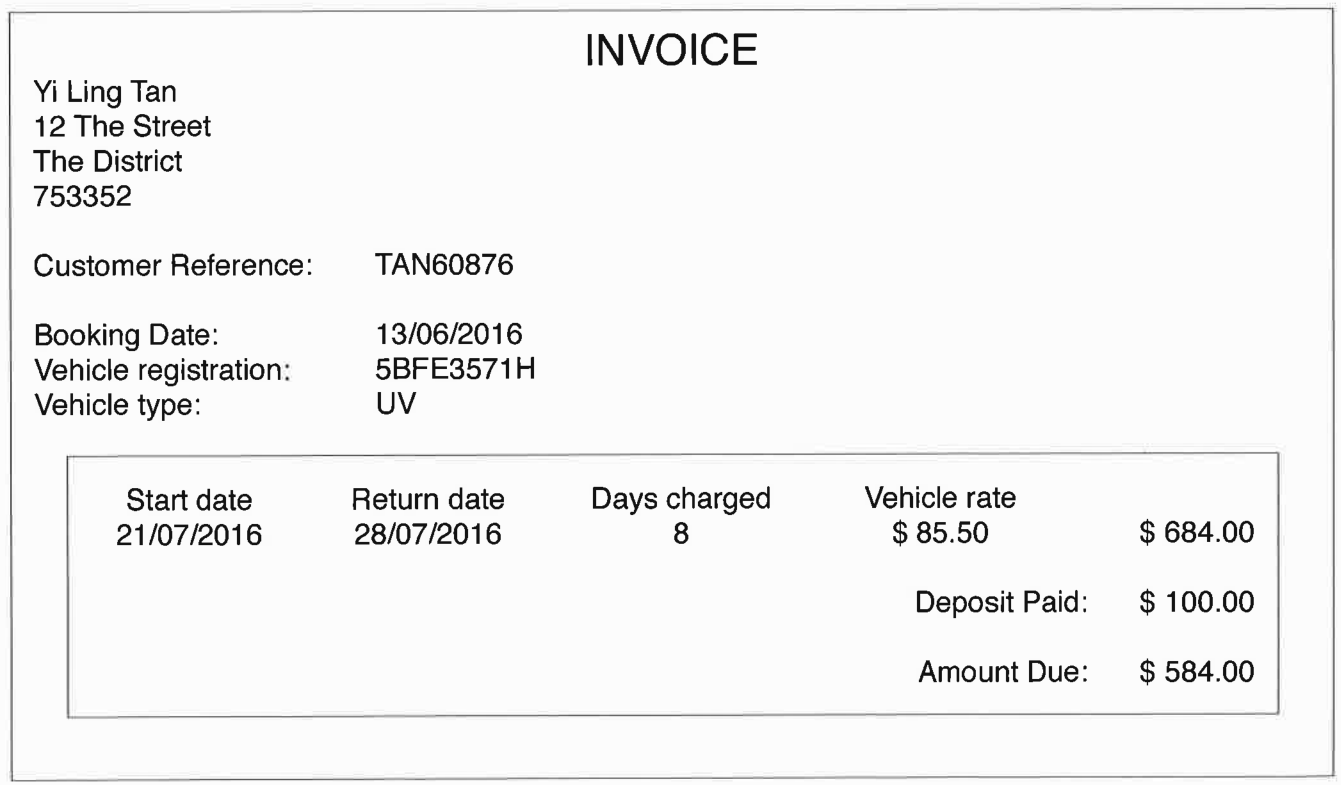 INVOICE
Yi Ling Tan
12 The Street
The District
753352
Customer Reference: TAN60876
Booking Date: 13/06/2016
Vehicle registration: 5BFE3571H
Vehicle type: UV
Start date Return date Days charged Vehicle rate
21/07/2016 28/07/2016 8 $ 85.50 $ 684.00
Deposit Paid: $ 100.00
Amount Due: $ 584.00